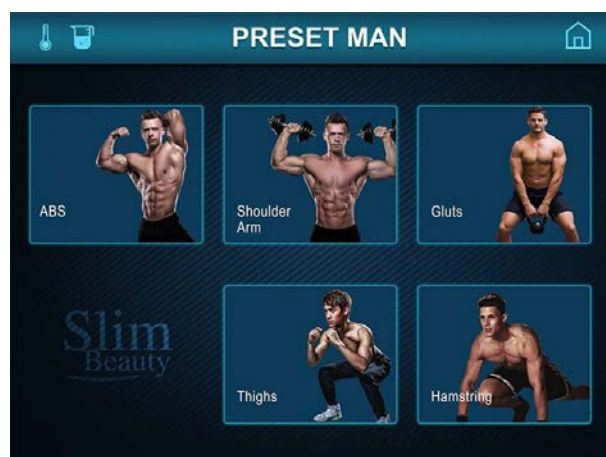 PRESET MAN
ABS
Shoulder
Arm
Gluts
Slim
Beauty
Thighs
Hamstring